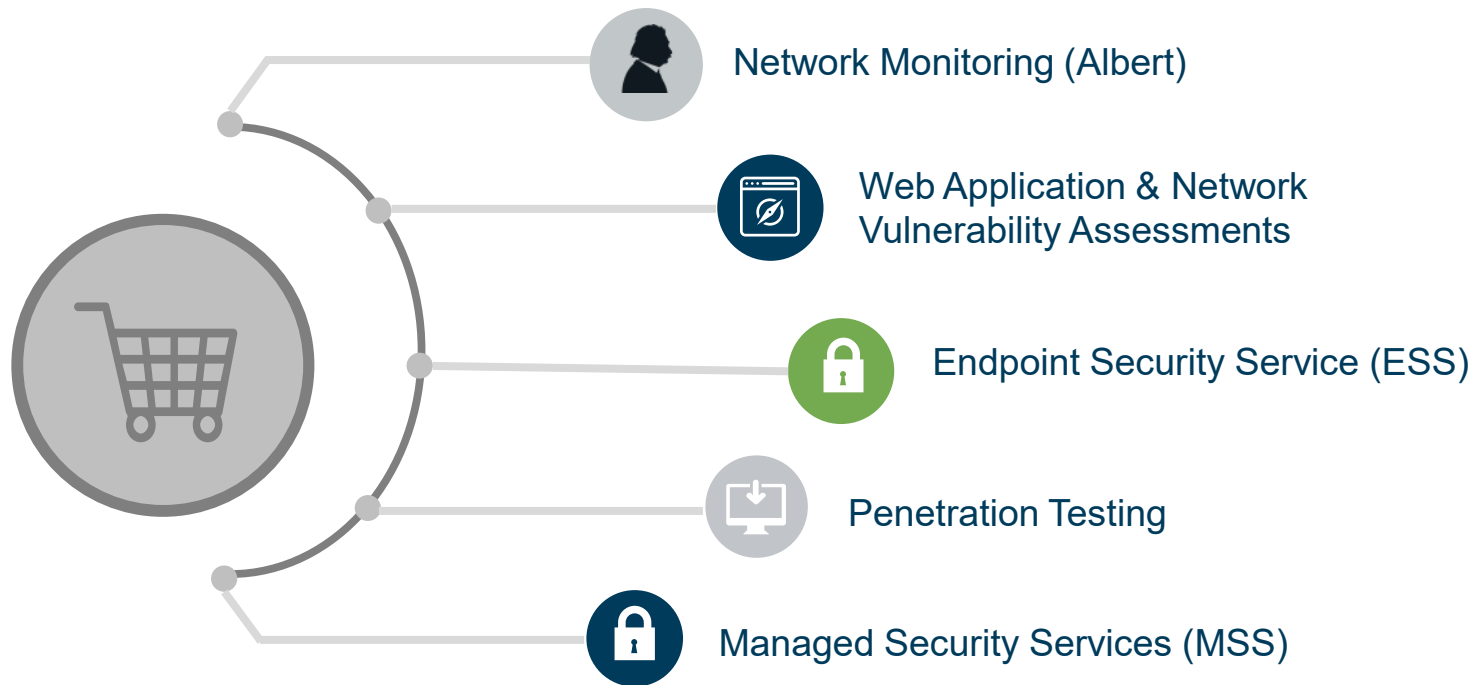 Network Monitoring (Albert)
Web Application & Network
Vulnerability Assessments
Endpoint Security Service (ESS)
Penetration Testing
Managed Security Services (MSS)